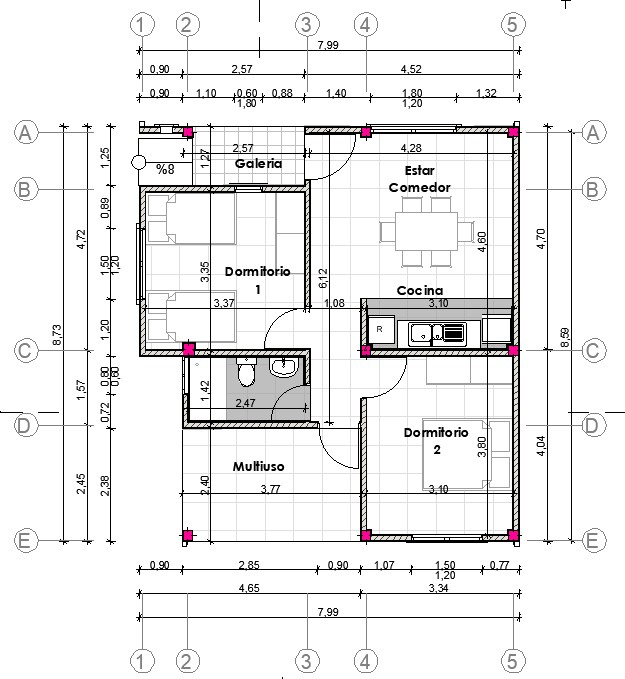 1 2 3 4 5
7,99
0,90 2,57 4,52
0,90 1,10 0,60 0,88 1,40 1,80 1,32
1,80 1,20
A A
2,57 4,28
1,25 1,27 Galeria
%8 Estar
Comedor
B B
0,89
4,72 1,50 1,20 3,35 Dormitorio
1
6,12 4,60 4,70
Cocina
3,37 1,08 3,10
1,20 R
8,73 8,59
C C
1,57 0,80 0,60 1,42
2,47
0,72
D D
Dormitorio
2
3,80 4,04
Multiuso
2,45 2,38 2,40
3,77 3,10
E E
0,90 2,85 0,90 1,07 1,50 0,77
1,20
4,65 3,34
7,99
1 2 3 4 5